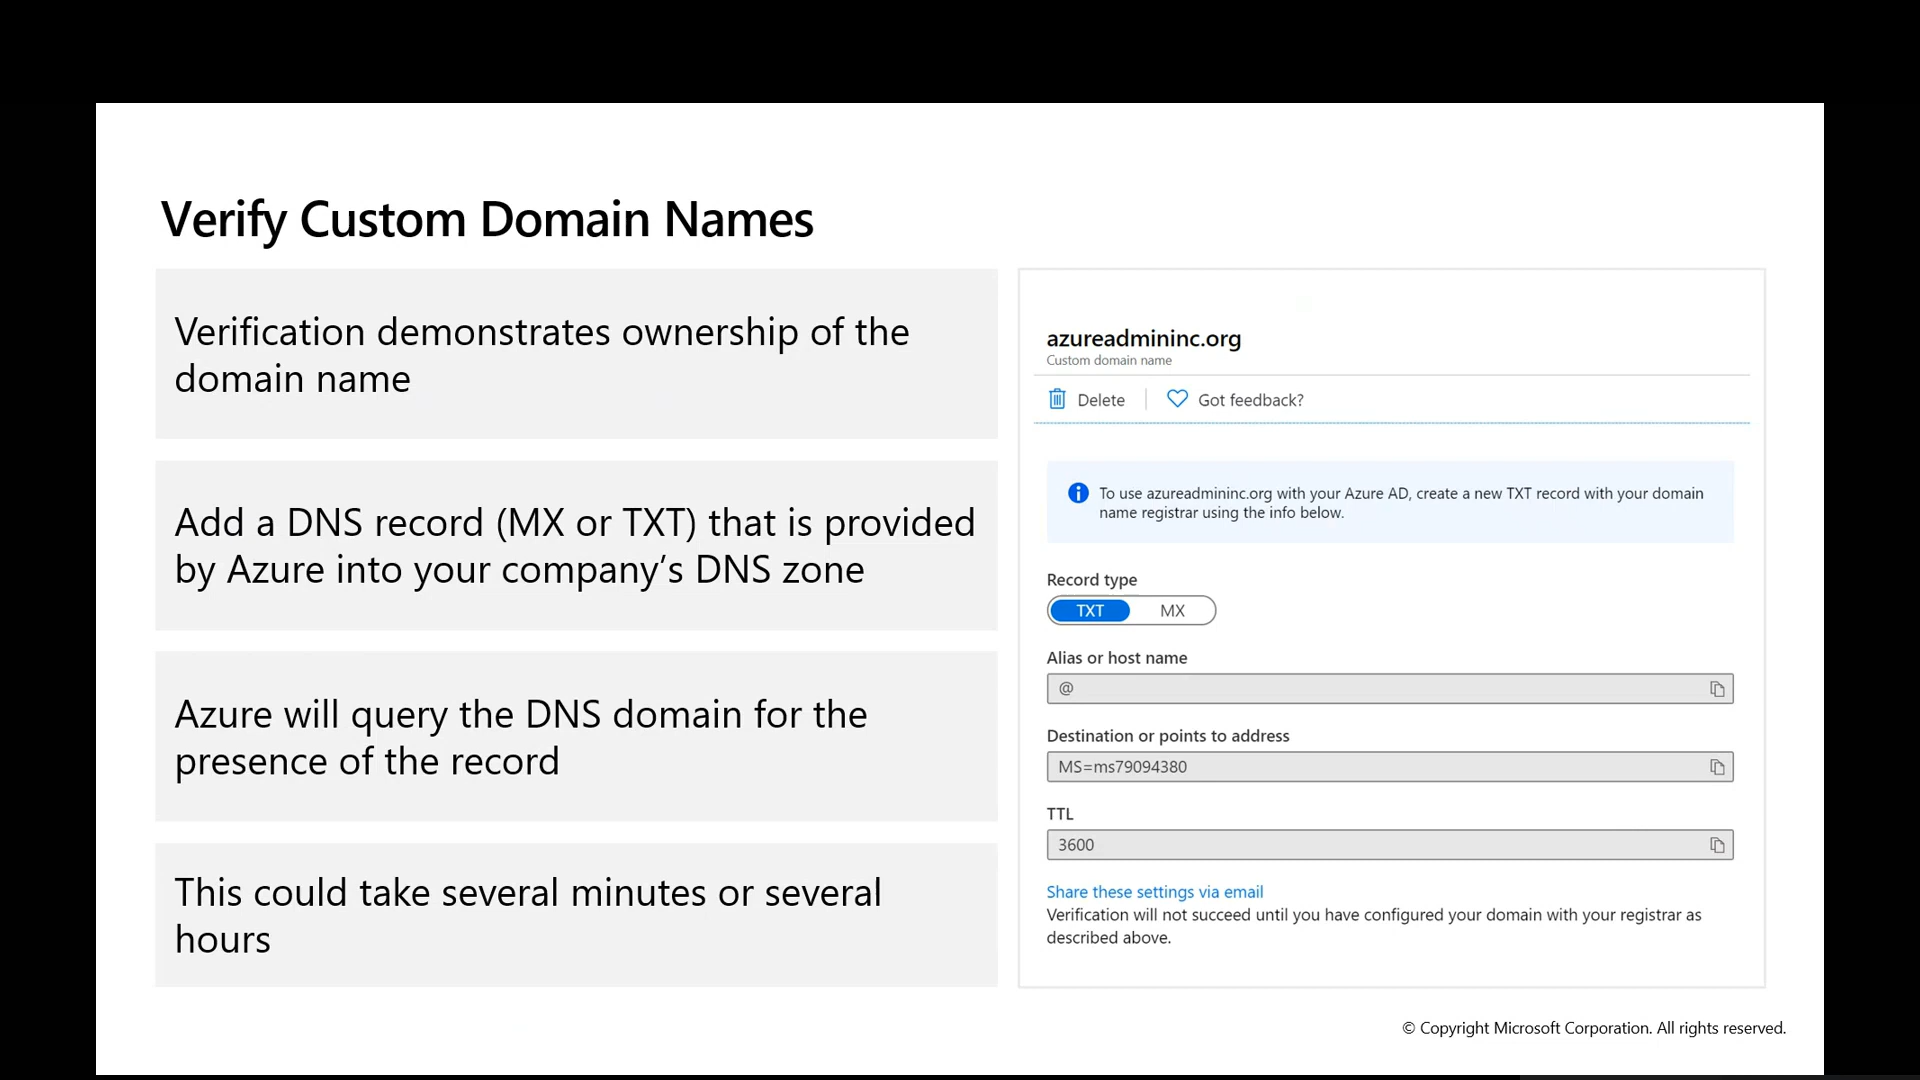 Verify Custom Domain Names
Verification demonstrates ownership of the
domain name
Add a DNS record (MX or TXT) that is provided
by Azure into your company’s DNS zone
Azure will query the DNS domain for the
presence of the record
This could take several minutes or several
hours
azureadmininc.org
Custom domain name
Delete
Got feedback?
To use azureadmininc.org with your Azure AD, create a new TXT record with your domain
name registrar using the info below.
Record type
TXT MX
Alias or host name
@
Destination or points to address
MS=ms79094380
TTL
3600
Share these settings via email
Verification will not succeed until you have configured your domain with your registrar as
described above.
© Copyright Microsoft Corporation. All rights reserved.